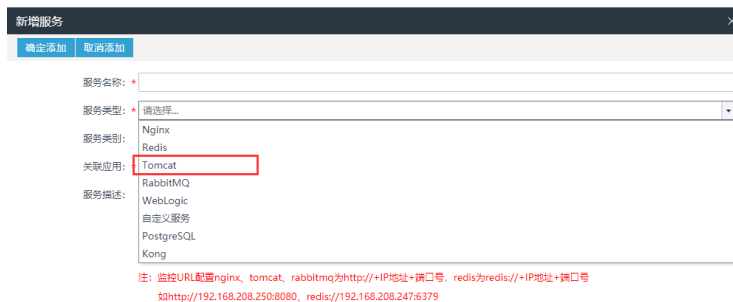 新增服务
确定添加 取消添加
服务名称: *
服务类型: * 请选择...
Nginx
服务类别:
Redis
关联应用: * Tomcat
RabbitMQ
服务描述:
WebLogic
自定义服务
PostgreSQL
Kong
注: 监控URL配置nginx、tomcat、rabbitmq为http://+IP地址+端口号, redis为redis://+IP地址+端口号
如http://192.168.208.250:8080、redis://192.168.208.247:6379